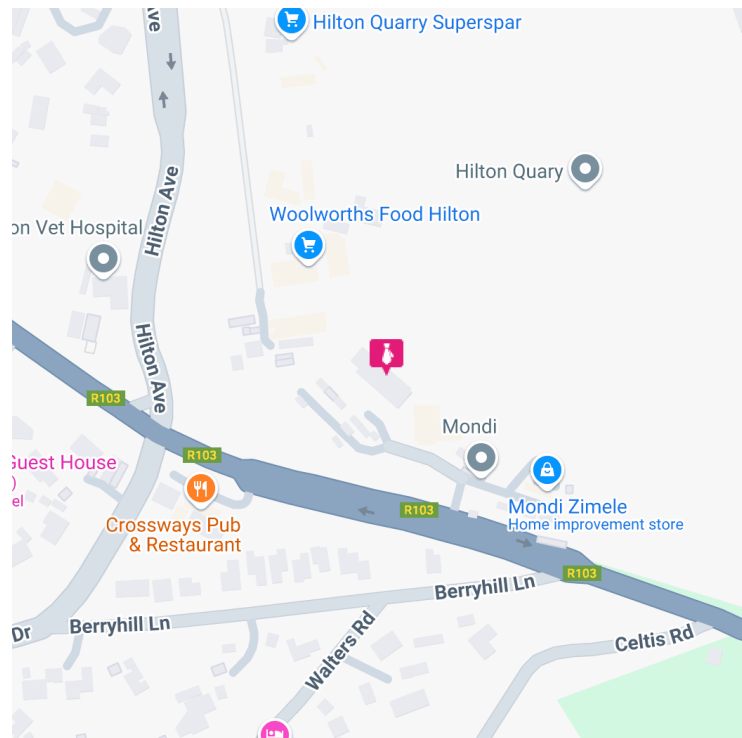 Ave
Hilton Quarry Superspar
Hilton Quary
Hilton Ave
Woolworths Food Hilton
on Vet Hospital
Hilton Ave
R103
Mondi
R103
Guest House
)
el
Mondi Zimele
Home improvement store
R103
Crossways Pub
& Restaurant
R103
Berryhill Ln
Berryhill Ln
Dr
Walters Rd
Celtis Rd